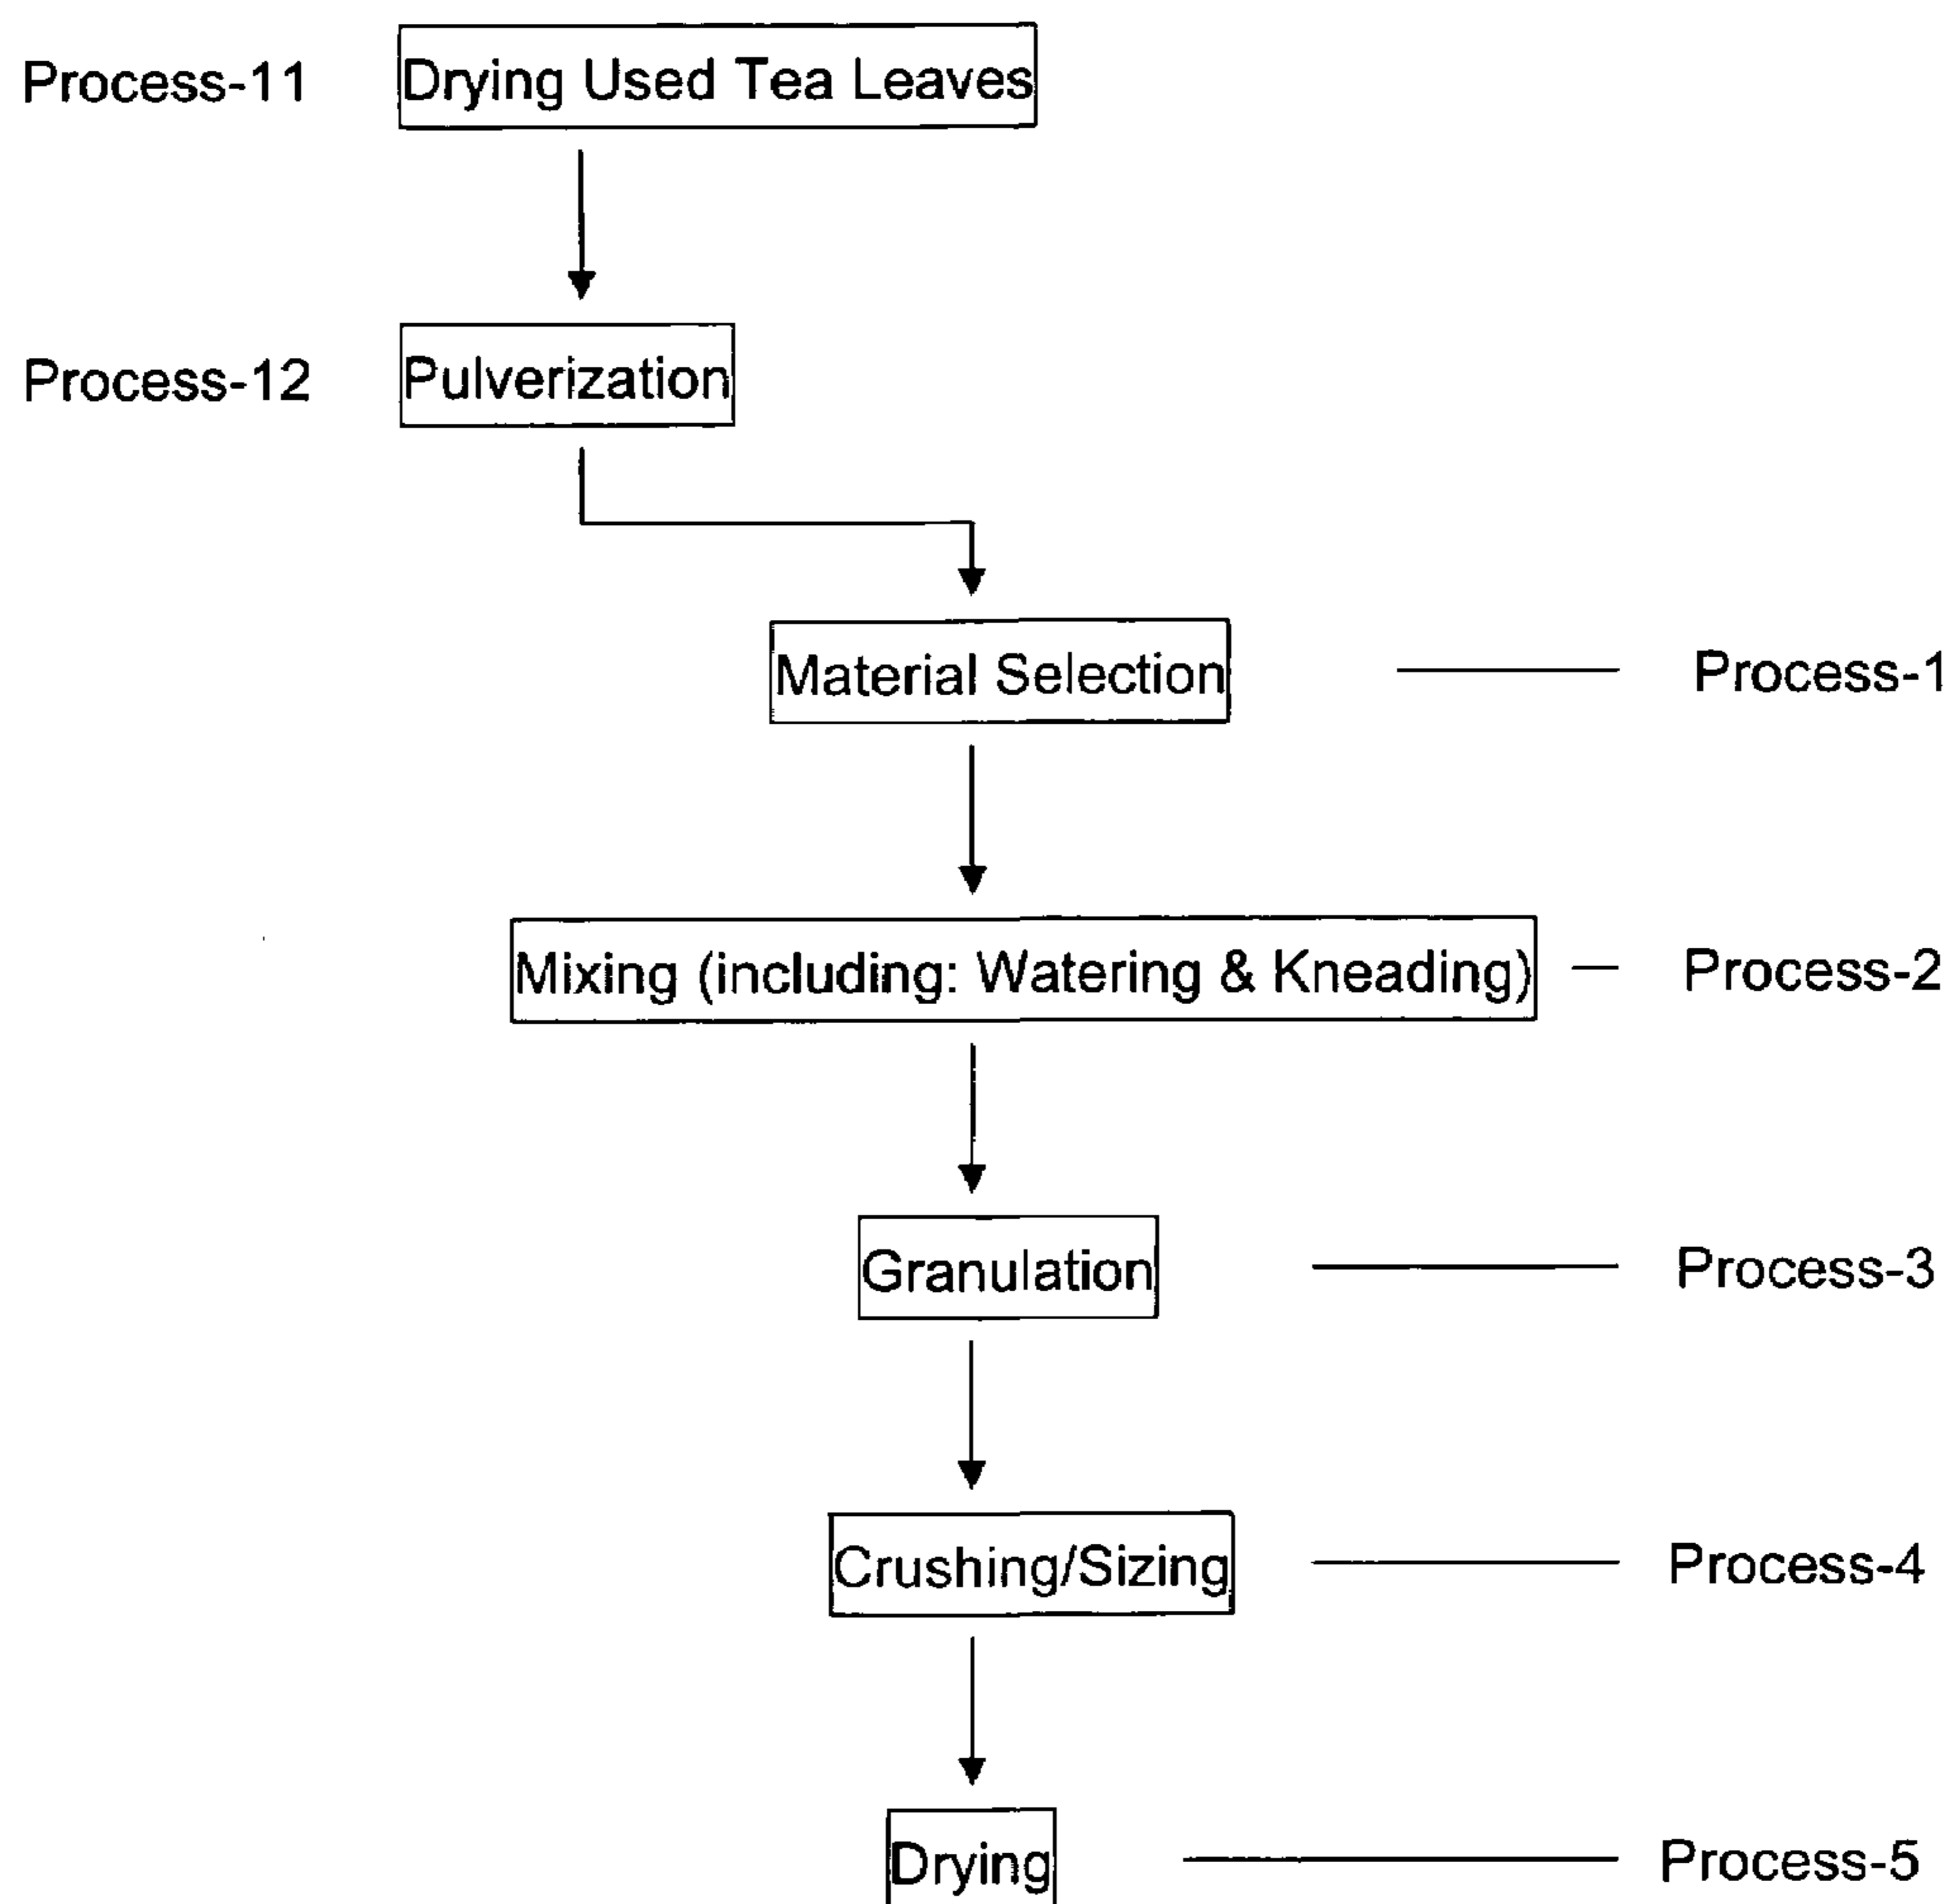 Process-11 Drying Used Tea Leaves
Process-12 Pulverization
Material Selection Process-1
Mixing (including: Watering & Kneading) Process-2
Granulation Process-3
Crushing/Sizing Process-4
Drying Process-5